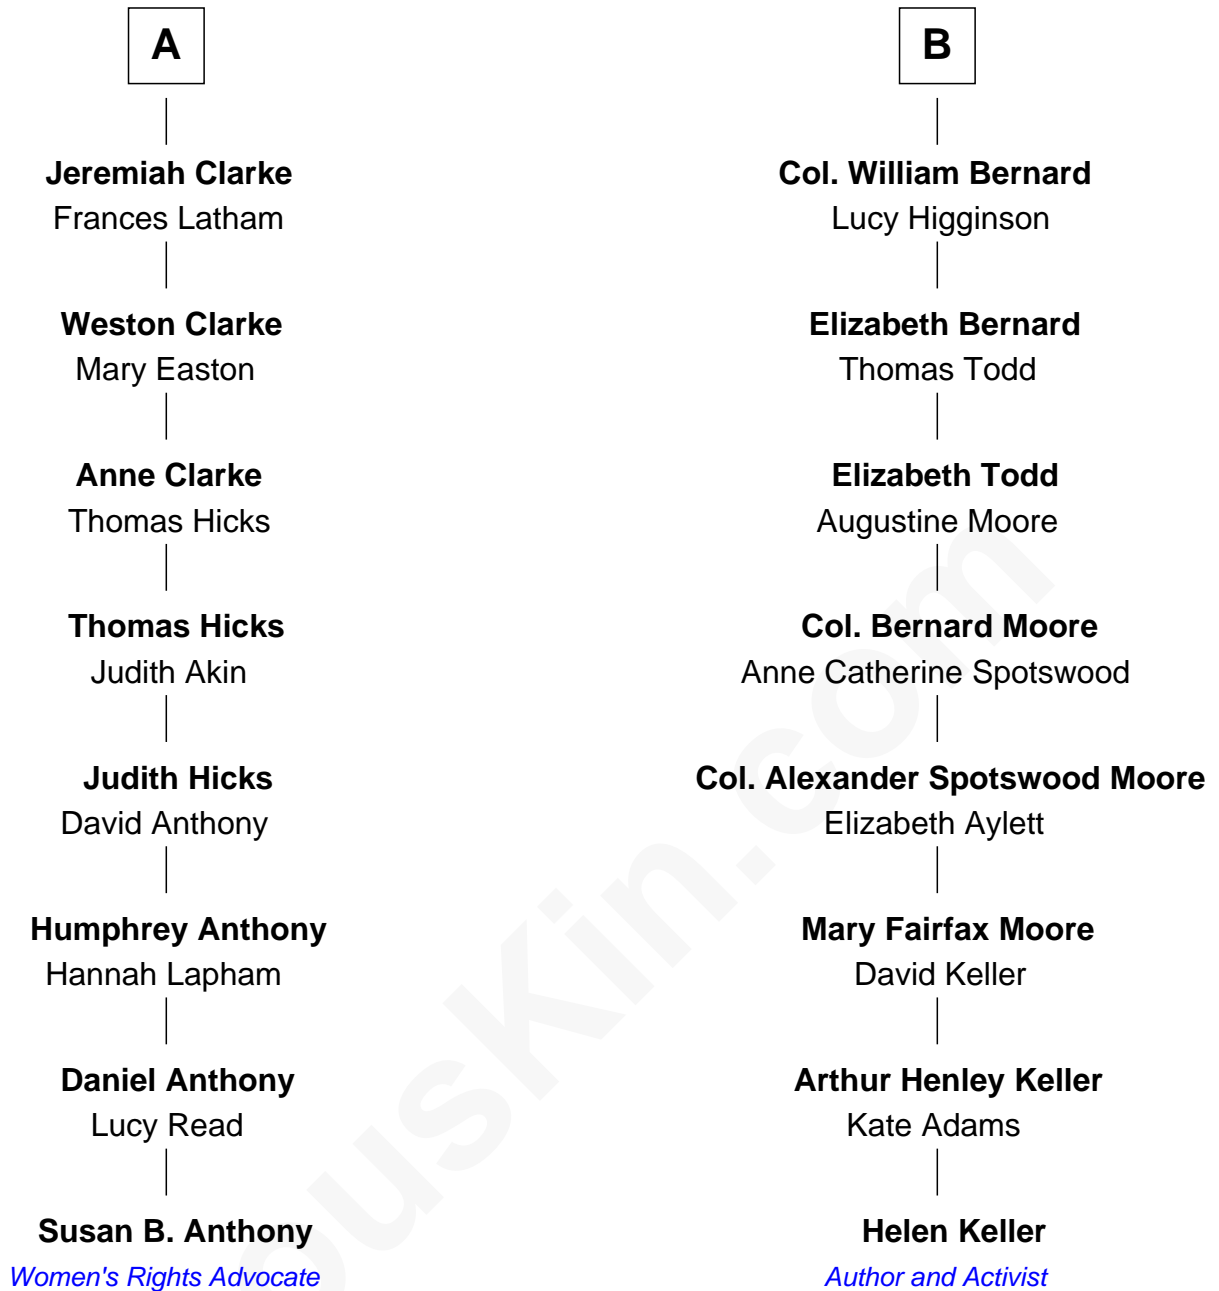 A
Jeremiah Clarke
Frances Latham
Weston Clarke
Mary Easton
Anne Clarke
Thomas Hicks
Thomas Hicks
Judith Akin
Judith Hicks
David Anthony
Humphrey Anthony
Hannah Lapham
Daniel Anthony
Lucy Read
Susan B. Anthony
Women's Rights Advocate
B
Col. William Bernard
Lucy Higginson
Elizabeth Bernard
Thomas Todd
Elizabeth Todd
Augustine Moore
Col. Bernard Moore
Anne Catherine Spotswood
Col. Alexander Spotswood Moore
Elizabeth Aylett
Mary Fairfax Moore
David Keller
Arthur Henley Keller
Kate Adams
Helen Keller
Author and Activist
ousKin.com